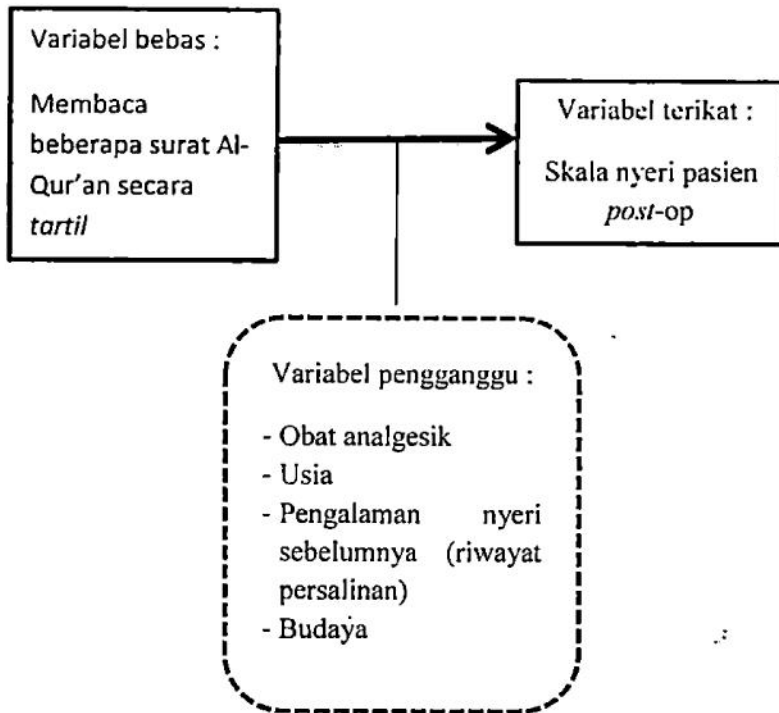 Variabel bebas :
Membaca
beberapa surat Al-
Qur'an secara
tartil
Variabel terikat :
Skala nyeri pasien
post-op
Variabel pengganggu :
- Obat analgesik
- Usia
- Pengalaman nyeri
sebelumnya (riwayat
persalinan)
- Budaya